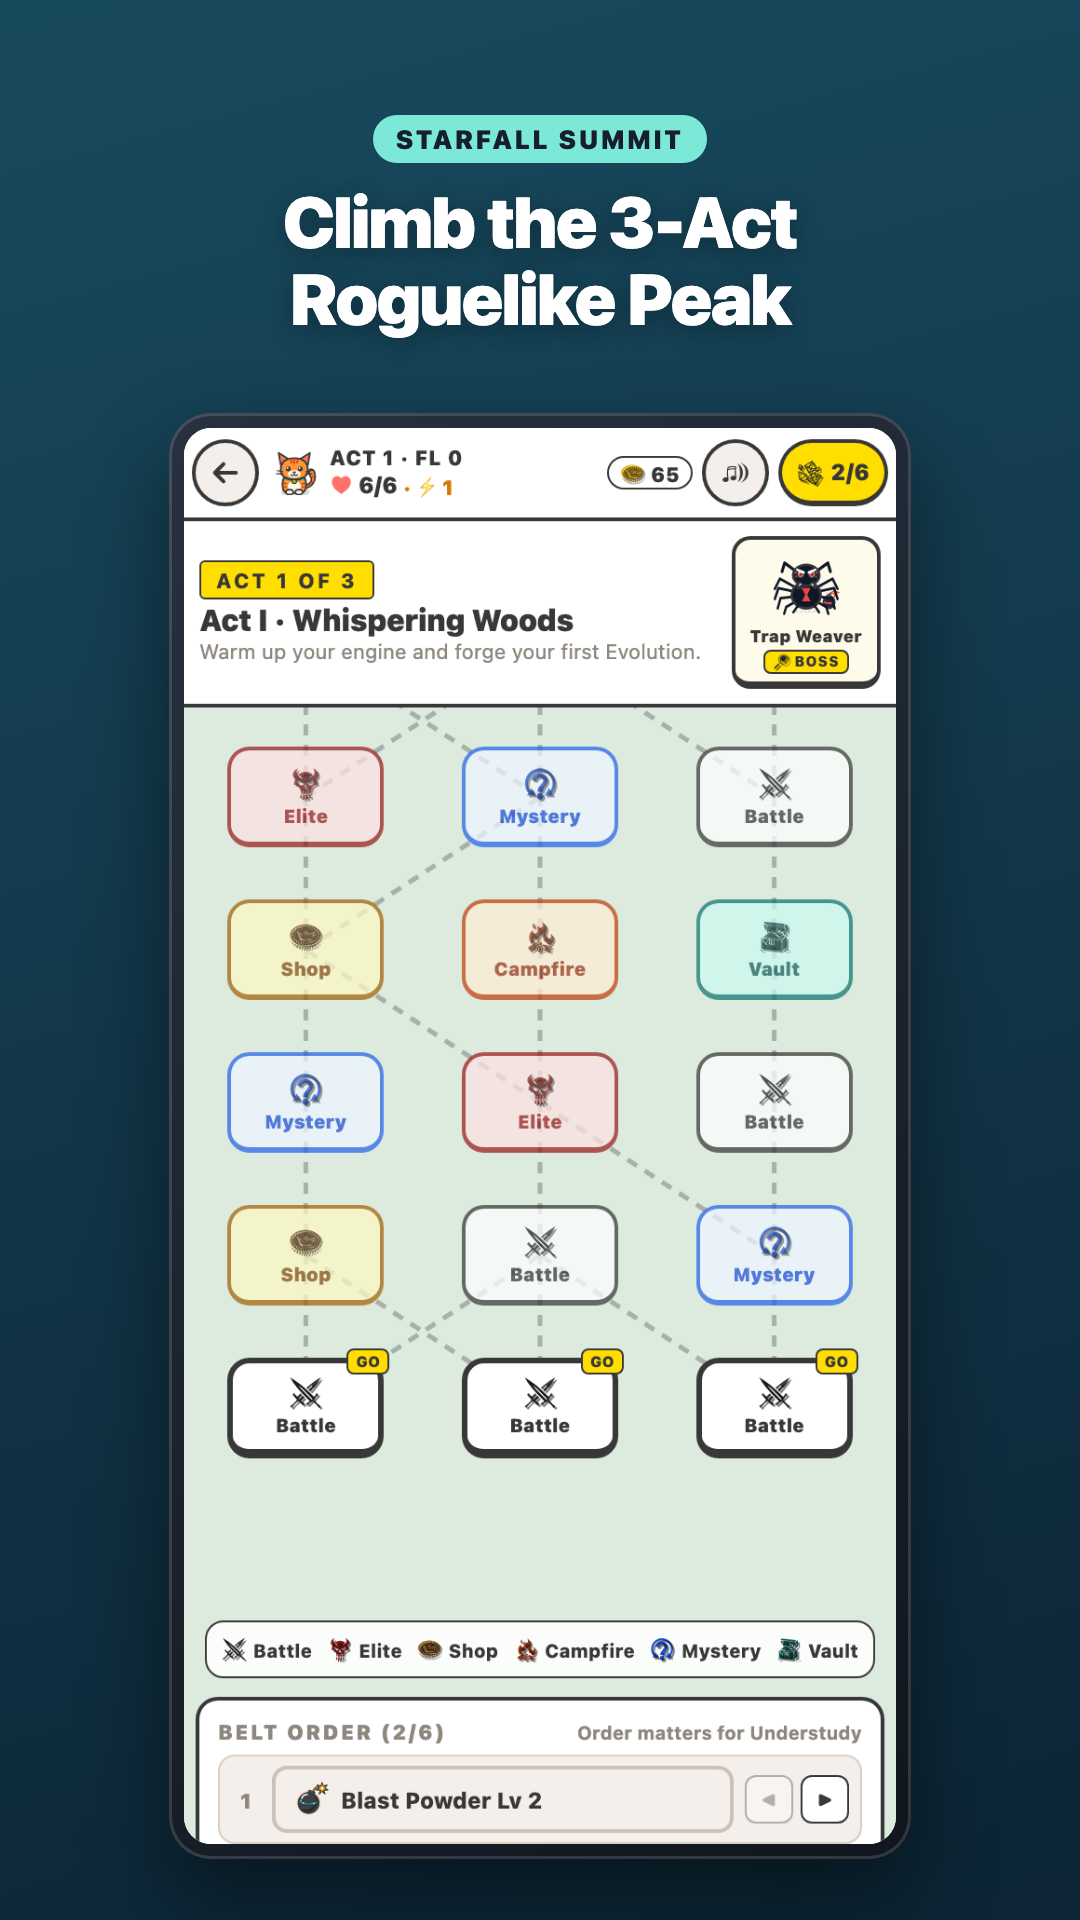 STARFALL SUMMIT
Climb the 3-Act
Roguelike Peak
ACT 1 · FL 0
6/6 · 1
65
2/6
ACT 1 OF 3
Act I · Whispering Woods
Warm up your engine and forge your first Evolution.
Trap Weaver
BOSS
Elite
Mystery
Battle
Shop
Campfire
Vault
Mystery
Elite
Battle
Shop
Battle
Mystery
GO
GO
GO
Battle
Battle
Battle
Battle Elite Shop Campfire Mystery Vault
BELT ORDER (2/6)
Order matters for Understudy
1
Blast Powder Lv 2